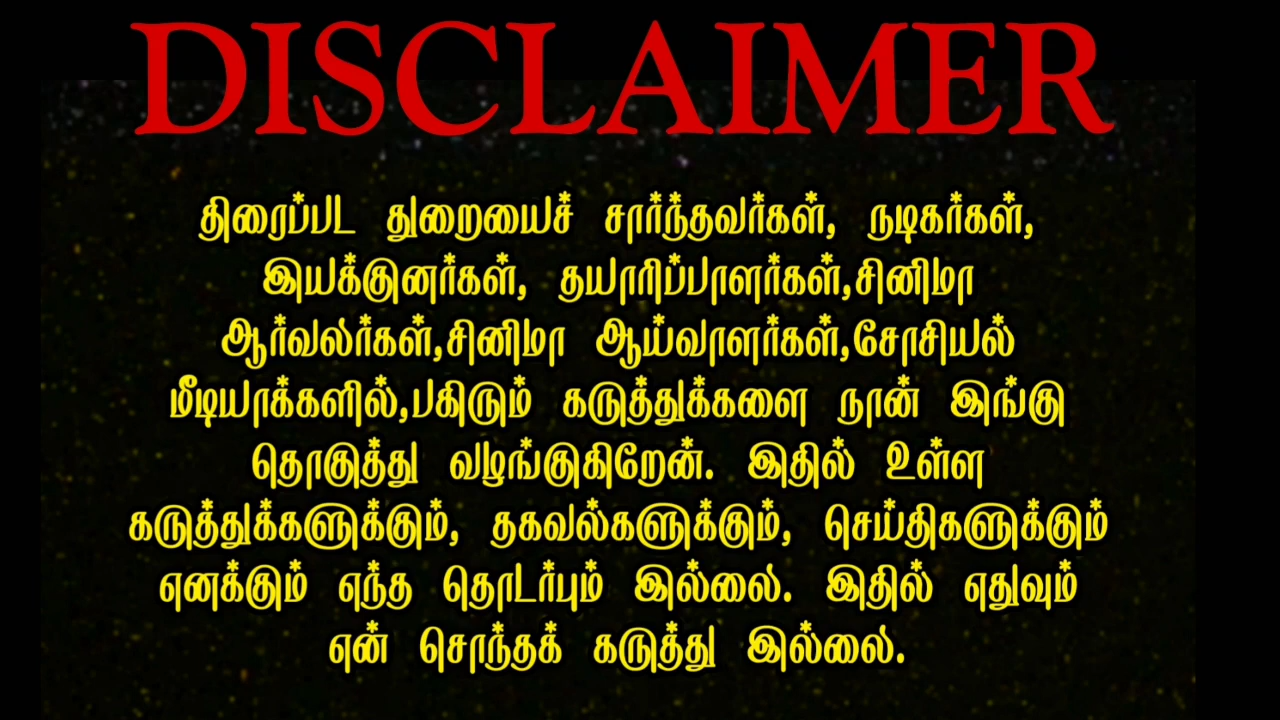 DISCLAIMER
திரைப்பட துறையைச் சார்ந்தவர்கள், நடிகர்கள்,
இயக்குனர்கள், தயாரிப்பாளர்கள்,சினிமா
ஆர்வலர்கள்,சினிமா ஆய்வாளர்கள்,சோசியல்
மீடியாக்களில்,பகிரும் கருத்துக்களை நான் இங்கு
தொகுத்து வழங்குகிறேன். இதில் உள்ள
கருத்துக்களுக்கும், தகவல்களுக்கும், செய்திகளுக்கும்
எனக்கும் எந்த தொடர்பும் இல்லை. இதில் எதுவும்
என் சொந்தக் கருத்து இல்லை.